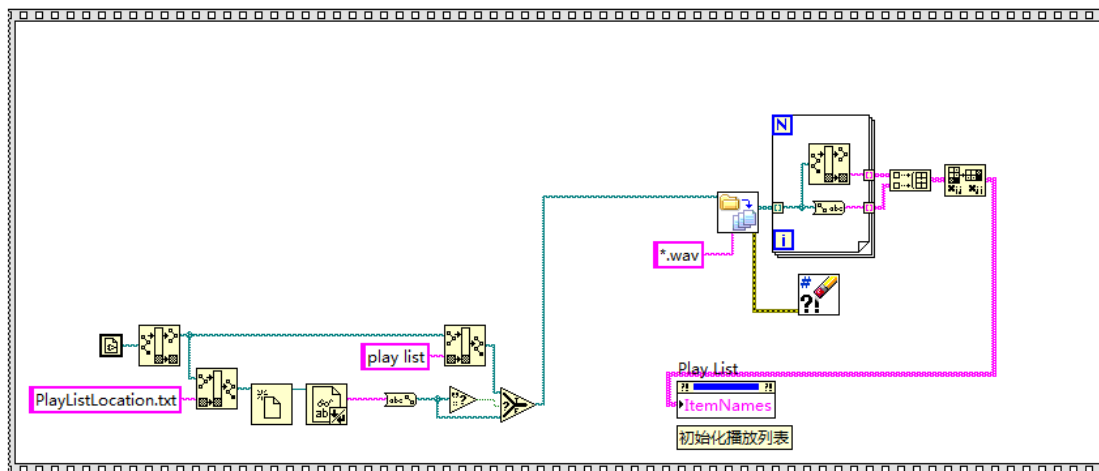 N
i
*.wav
#
?!
play list
PlayListLocation.txt
Play List
ItemNames
初始化播放列表